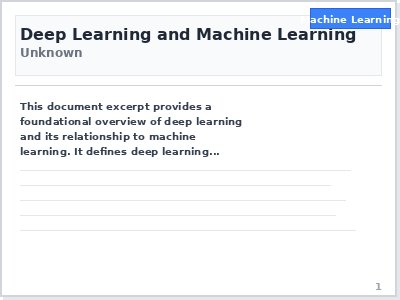 Machine Learning
Deep Learning and Machine Learning
Unknown
This document excerpt provides a
foundational overview of deep learning
and its relationship to machine
learning. It defines deep learning...
1